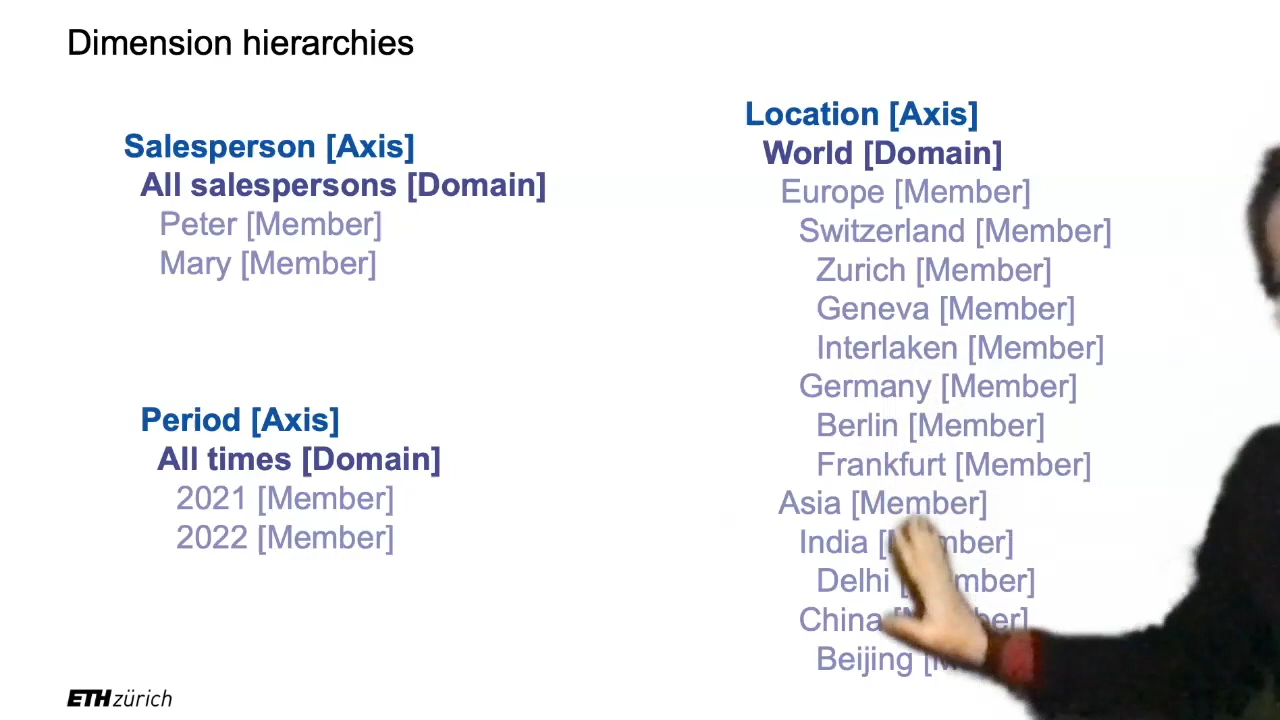 Dimension hierarchies
Salesperson [Axis]
All salespersons [Domain]
Peter [Member]
Mary [Member]
Period [Axis]
All times [Domain]
2021 [Member]
2022 [Member]
Location [Axis]
World [Domain]
Europe [Member]
Switzerland [Member]
Zurich [Member]
Geneva [Member]
Interlaken [Member]
Germany [Member]
Berlin [Member]
Frankfurt [Member]
Asia [Member]
India [Member]
Delhi [Member]
China
Beijing
ETH zürich